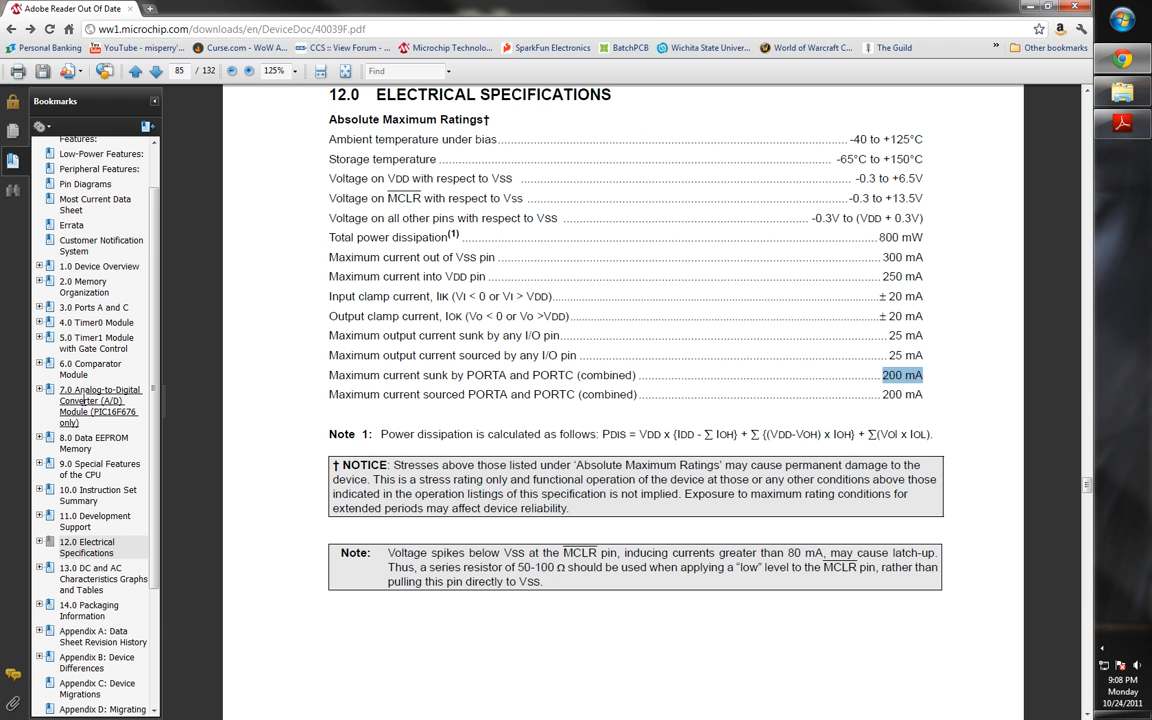 Adobe Reader Out Of Date
ww1.microchip.com/downloads/en/DeviceDoc/40039F.pdf
Personal Banking
YouTube - misperry'...
Curse.com - WoW A...
CCS :: View Forum - ...
Microchip Technolo...
SparkFun Electronics
BatchPCB
Wichita State Univer...
World of Warcraft C...
The Guild
»
Other bookmarks
85 / 132
125%
Find
Bookmarks
Features:
Low-Power Features:
Peripheral Features:
Pin Diagrams
Most Current Data
Sheet
Errata
Customer Notification
System
1.0 Device Overview
2.0 Memory
Organization
3.0 Ports A and C
4.0 Timer0 Module
5.0 Timer1 Module
with Gate Control
6.0 Comparator
Module
7.0 Analog-to-Digital
Converter (A/D)
Module (PIC16F676
only)
8.0 Data EEPROM
Memory
9.0 Special Features
of the CPU
10.0 Instruction Set
Summary
11.0 Development
Support
12.0 Electrical
Specifications
13.0 DC and AC
Characteristics Graphs
and Tables
14.0 Packaging
Information
Appendix A: Data
Sheet Revision History
Appendix B: Device
Differences
Appendix C: Device
Migrations
Appendix D: Migrating
12.0 ELECTRICAL SPECIFICATIONS
Absolute Maximum Ratings†
Ambient temperature under bias -40 to +125°C
Storage temperature -65°C to +150°C
Voltage on VDD with respect to VSS -0.3 to +6.5V
Voltage on MCLR with respect to Vss -0.3 to +13.5V
Voltage on all other pins with respect to VSS -0.3V to (VDD + 0.3V)
Total power dissipation(1) 800 mW
Maximum current out of VSS pin 300 mA
Maximum current into VDD pin 250 mA
Input clamp current, IIK (VI < 0 or VI > VDD) ± 20 mA
Output clamp current, IOK (Vo < 0 or Vo >VDD) ± 20 mA
Maximum output current sunk by any I/O pin 25 mA
Maximum output current sourced by any I/O pin 25 mA
Maximum current sunk by PORTA and PORTC (combined) 200 mA
Maximum current sourced PORTA and PORTC (combined) 200 mA
Note 1: Power dissipation is calculated as follows: PDIS = VDD x {IDD - ∑ IOH} + ∑ {(VDD-VOH) x IOH} + ∑(VOl x IOL).
† NOTICE: Stresses above those listed under 'Absolute Maximum Ratings' may cause permanent damage to the
device. This is a stress rating only and functional operation of the device at those or any other conditions above those
indicated in the operation listings of this specification is not implied. Exposure to maximum rating conditions for
extended periods may affect device reliability.
Note: Voltage spikes below VSS at the MCLR pin, inducing currents greater than 80 mA, may cause latch-up.
Thus, a series resistor of 50-100 Ω should be used when applying a "low" level to the MCLR pin, rather than
pulling this pin directly to VSS.
9:08 PM
Monday
10/24/2011